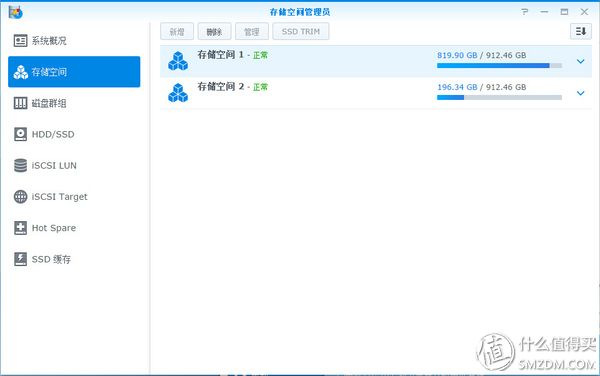 存储空间管理员
系统概况
存储空间
磁盘群组
HDD/SSD
iSCSI LUN
iSCSI Target
Hot Spare
SSD 缓存
新增 删除 管理 SSD TRIM
存储空间 1 - 正常 819.90 GB / 912.46 GB
存储空间 2 - 正常 196.34 GB / 912.46 GB
值 什么值得买
SMZDM.COM